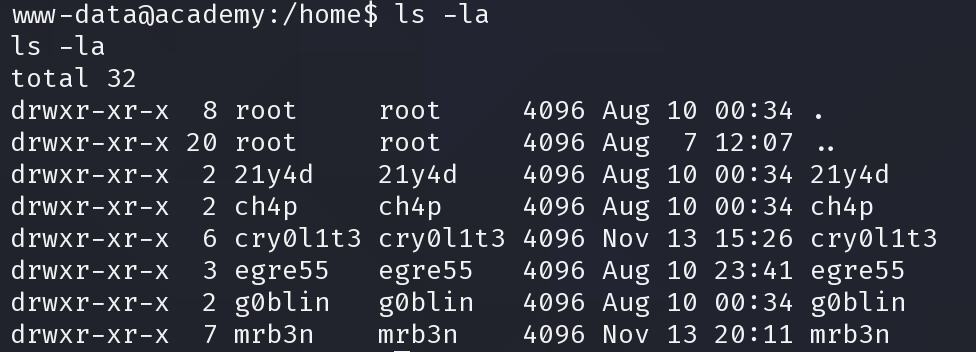 www-data@academy:/home$ ls -la
ls -la
total 32
drwxr-xr-x  8 root     root     4096 Aug 10 00:34 .
drwxr-xr-x 20 root     root     4096 Aug  7 12:07 ..
drwxr-xr-x  2 21y4d    21y4d    4096 Aug 10 00:34 21y4d
drwxr-xr-x  2 ch4p     ch4p     4096 Aug 10 00:34 ch4p
drwxr-xr-x  6 cry0l1t3 cry0l1t3 4096 Nov 13 15:26 cry0l1t3
drwxr-xr-x  3 egre55   egre55   4096 Aug 10 23:41 egre55
drwxr-xr-x  2 g0blin   g0blin   4096 Aug 10 00:34 g0blin
drwxr-xr-x  7 mrb3n    mrb3n    4096 Nov 13 20:11 mrb3n